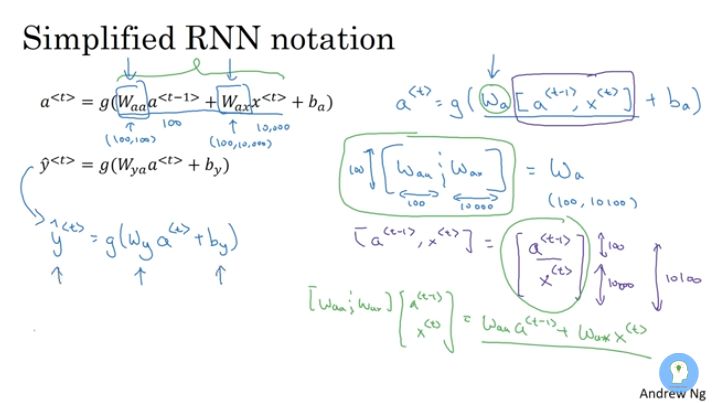 Simplified RNN notation
a<t> = g(Waa a<t−1> + Wax x<t> + ba)
100
10,000
(100,100)
(100,10,000)
ŷ<t> = g(Wya a<t> + by)
ŷ<t> = g(Wy a<t> + by)
a<t> = g(Wa [a<t-1>, x<t>] + ba)
100 [Waa ; Wax] = Wa
100
10000
(100, 10100)
[a<t-1>, x<t>] = [a<t-1> x<t>]
100
10000
10100
[Waa ; Wax] [a<t-1> x<t>] = Waa a<t-1> + Wax x<t>
Andrew Ng